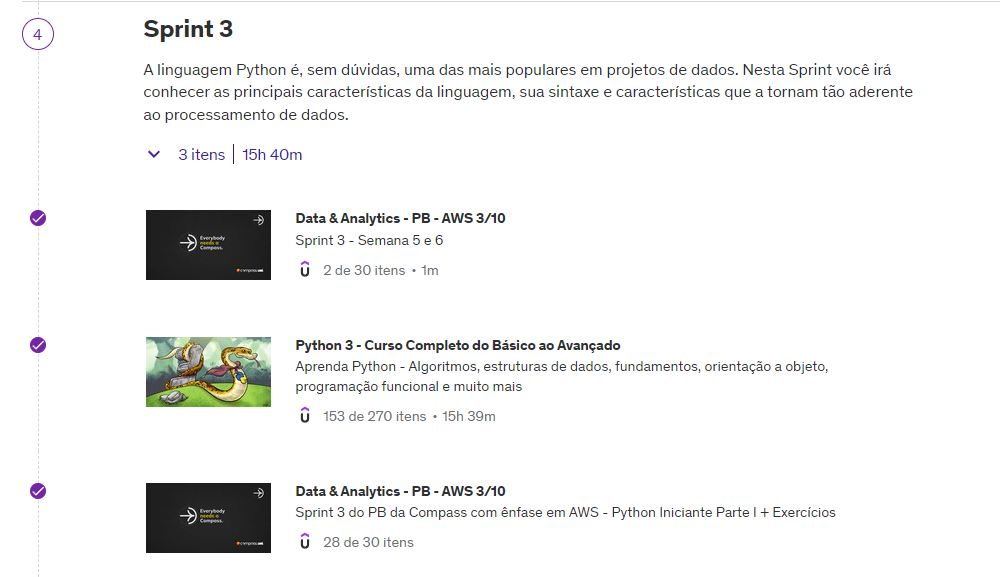 4
Sprint 3
A linguagem Python é, sem dúvidas, uma das mais populares em projetos de dados. Nesta Sprint você irá
conhecer as principais características da linguagem, sua sintaxe e características que a tornam tão aderente
ao processamento de dados.
3 itens | 15h 40m
Everybody
needs a
Compass.
compass.uol
Data & Analytics - PB - AWS 3/10
Sprint 3 - Semana 5 e 6
2 de 30 itens • 1m
Python 3 - Curso Completo do Básico ao Avançado
Aprenda Python - Algoritmos, estruturas de dados, fundamentos, orientação a objeto,
programação funcional e muito mais
153 de 270 itens • 15h 39m
Everybody
needs a
Compass.
compass.uol
Data & Analytics - PB - AWS 3/10
Sprint 3 do PB da Compass com ênfase em AWS - Python Iniciante Parte I + Exercícios
28 de 30 itens